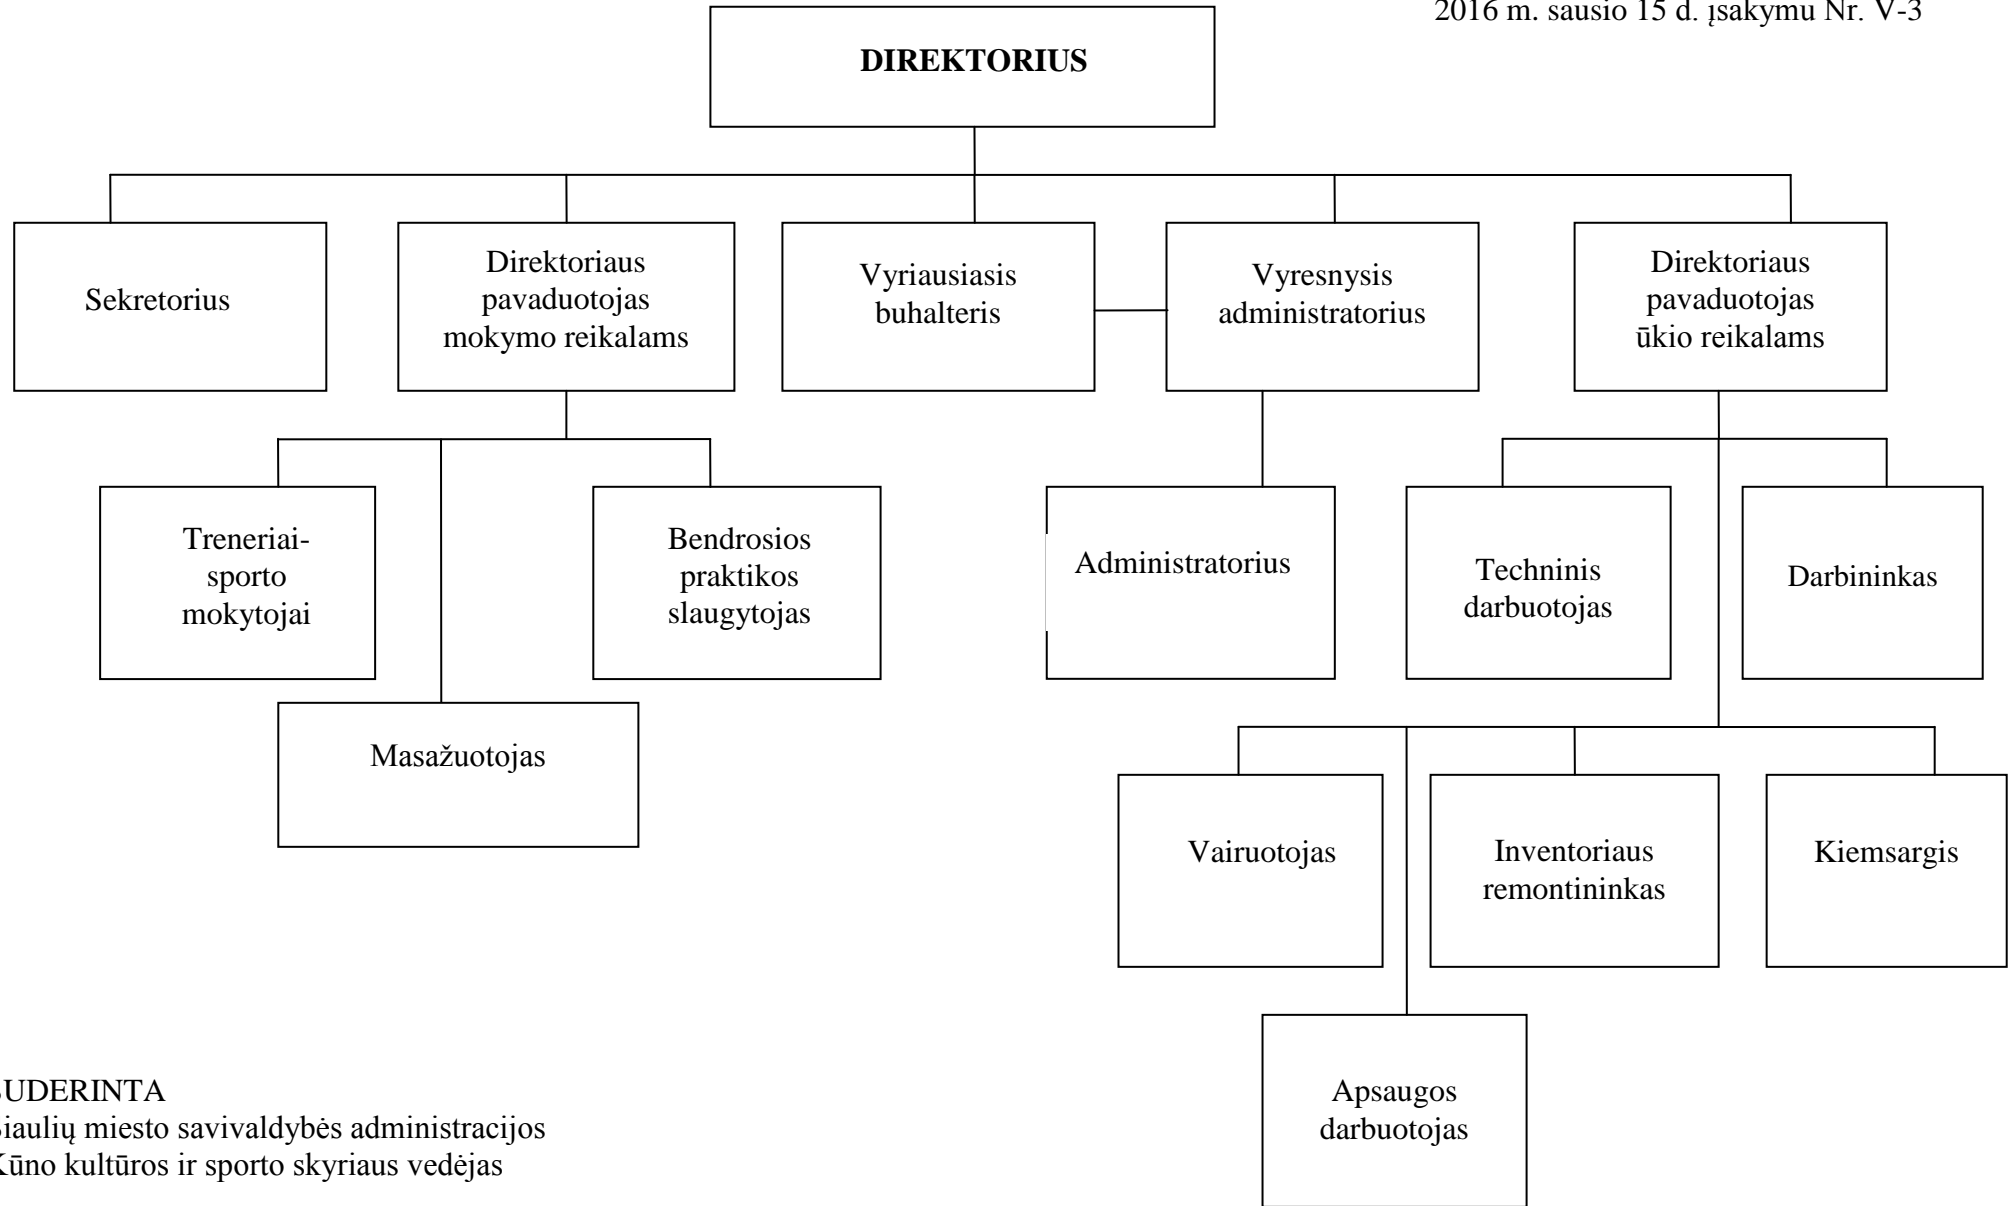 2016 m. sausio 15 d. įsakymu Nr. V-3
DIREKTORIUS
Sekretorius
Direktoriaus
pavaduotojas
mokymo reikalams
Vyriausiasis
buhalteris
Vyresnysis
administratorius
Direktoriaus
pavaduotojas
ūkio reikalams
Treneriai-
sporto
mokytojai
Bendrosios
praktikos
slaugytojas
Administratorius
Techninis
darbuotojas
Darbininkas
Masažuotojas
Vairuotojas
Inventoriaus
remontininkas
Kiemsargis
Apsaugos
darbuotojas
SUDERINTA
Šiaulių miesto savivaldybės administracijos
Kūno kultūros ir sporto skyriaus vedėjas